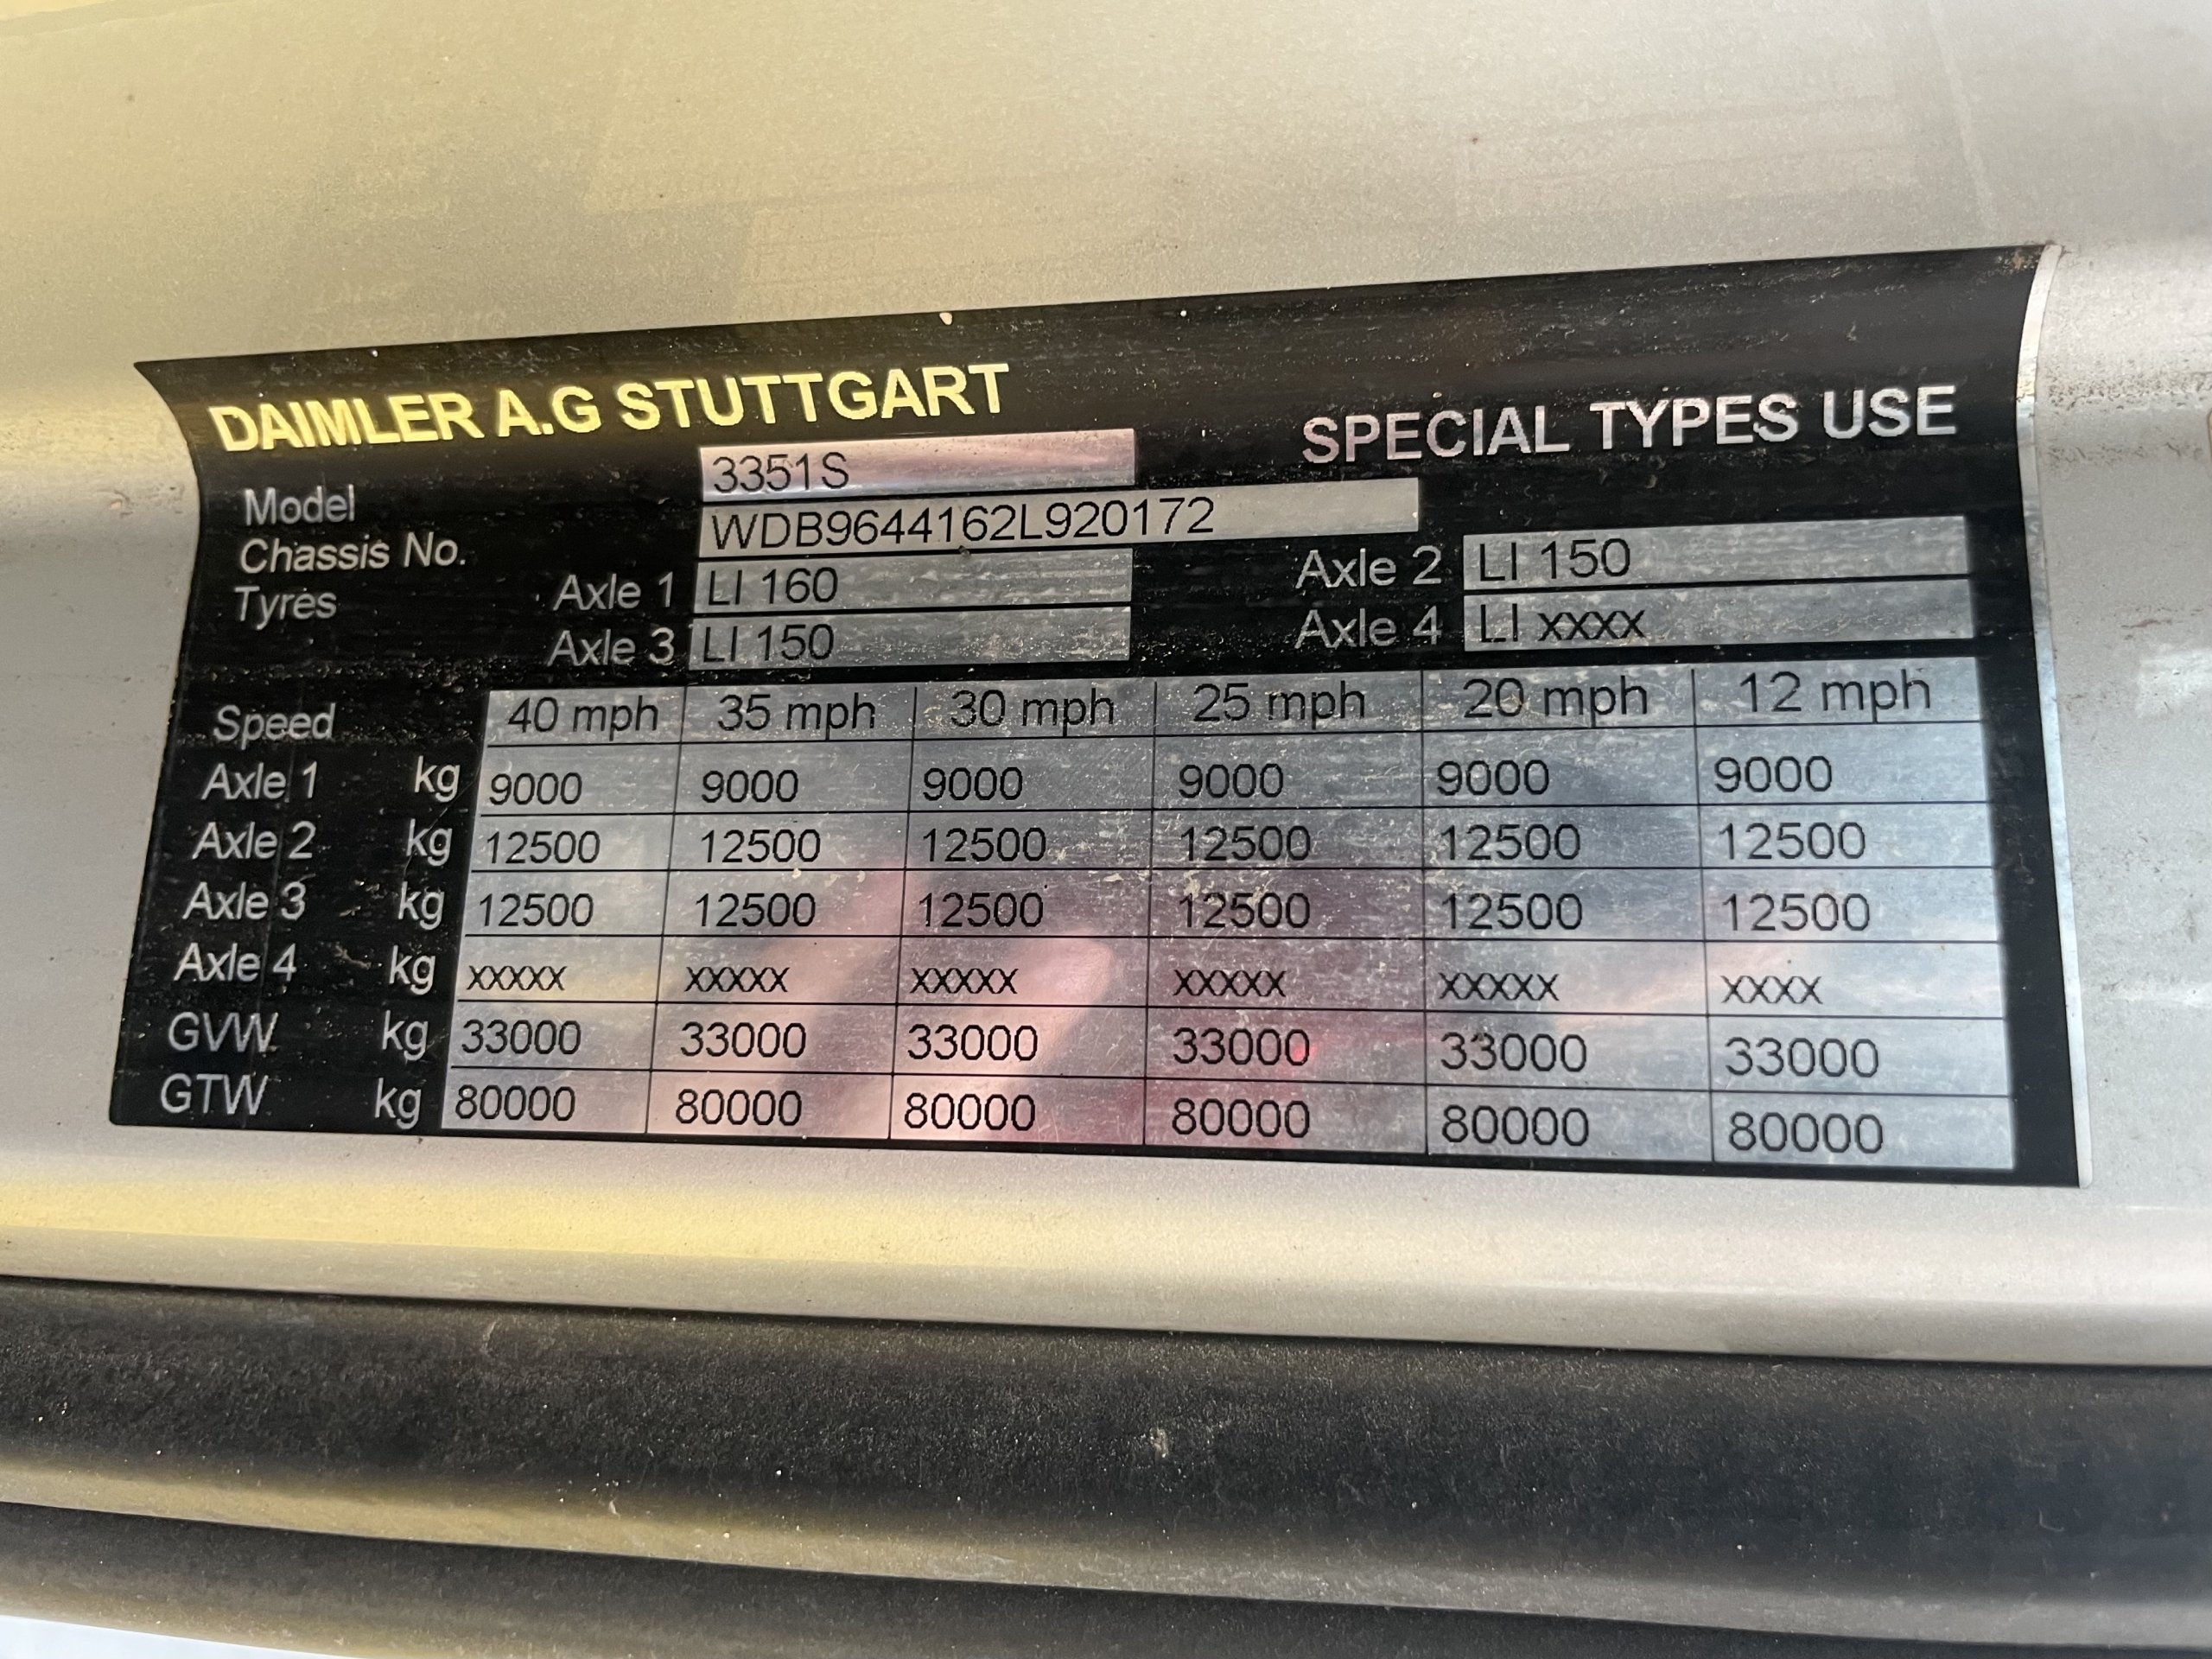 DAIMLER A.G STUTTGART
SPECIAL TYPES USE
Model 3351S
Chassis No. WDB9644162L920172
Tyres Axle 1 LI 160 Axle 2 LI 150
Axle 3 LI 150 Axle 4 LI xxxx
Speed 40 mph 35 mph 30 mph 25 mph 20 mph 12 mph
Axle 1 kg 9000 9000 9000 9000 9000 9000
Axle 2 kg 12500 12500 12500 12500 12500 12500
Axle 3 kg 12500 12500 12500 12500 12500 12500
Axle 4 kg xxxxx xxxxx xxxxx xxxxx xxxxx xxxx
GVW kg 33000 33000 33000 33000 33000 33000
GTW kg 80000 80000 80000 80000 80000 80000